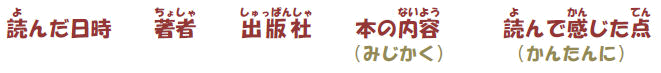 読んだ日時 著者 出版社 本の内容 読んで感じた点
よ ちょしゃ しゅっぱんしゃ ないよう よ かん てん
(みじかく) (かんたんに)